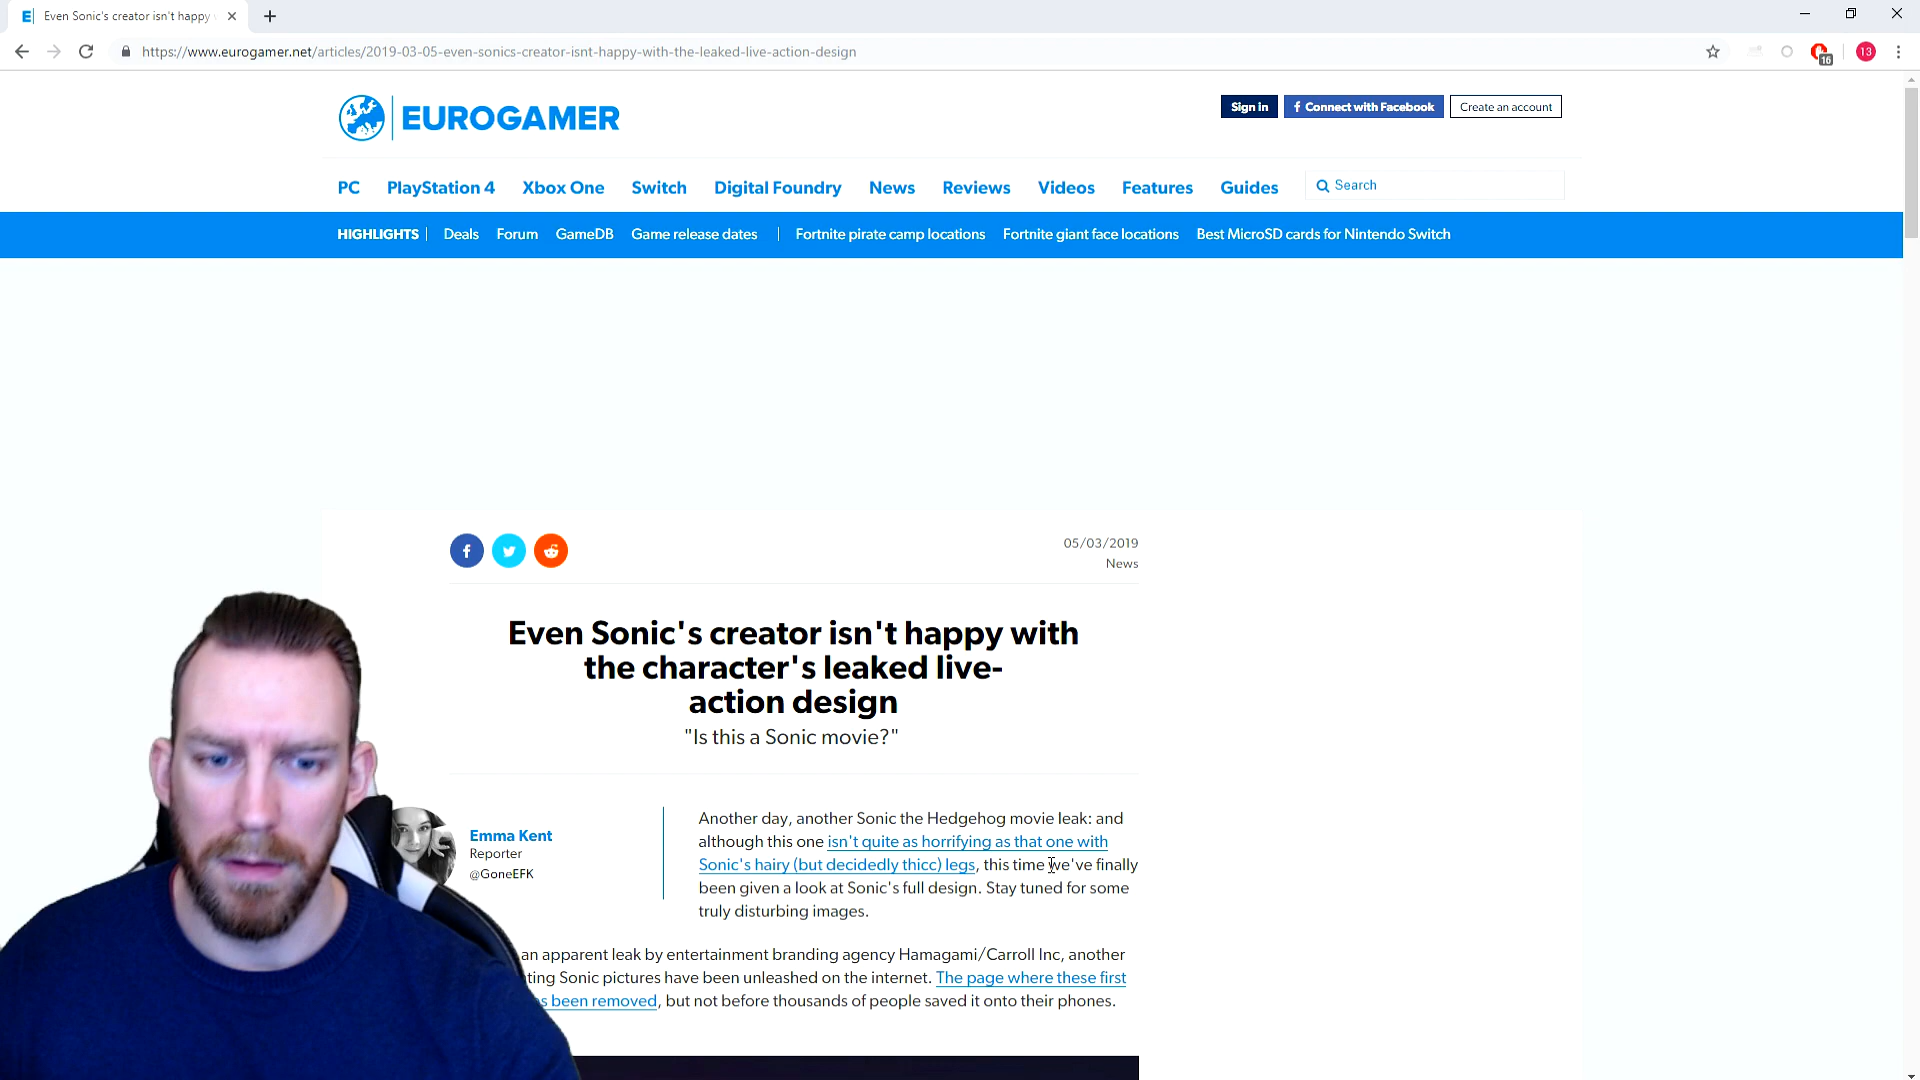 E Even Sonic's creator isn't happy
https://www.eurogamer.net/articles/2019-03-05-even-sonics-creator-isnt-happy-with-the-leaked-live-action-design
16
13
EUROGAMER
Sign in
f Connect with Facebook
Create an account
PC PlayStation 4 Xbox One Switch Digital Foundry News Reviews Videos Features Guides
Search
HIGHLIGHTS | Deals Forum GameDB Game release dates | Fortnite pirate camp locations Fortnite giant face locations Best MicroSD cards for Nintendo Switch
05/03/2019
News
Even Sonic's creator isn't happy with
the character's leaked live-
action design
"Is this a Sonic movie?"
Emma Kent
Reporter
@GoneEFK
Another day, another Sonic the Hedgehog movie leak: and
although this one isn't quite as horrifying as that one with
Sonic's hairy (but decidedly thicc) legs, this time we've finally
been given a look at Sonic's full design. Stay tuned for some
truly disturbing images.
an apparent leak by entertainment branding agency Hamagami/Carroll Inc, another
ting Sonic pictures have been unleashed on the internet. The page where these first
s been removed, but not before thousands of people saved it onto their phones.